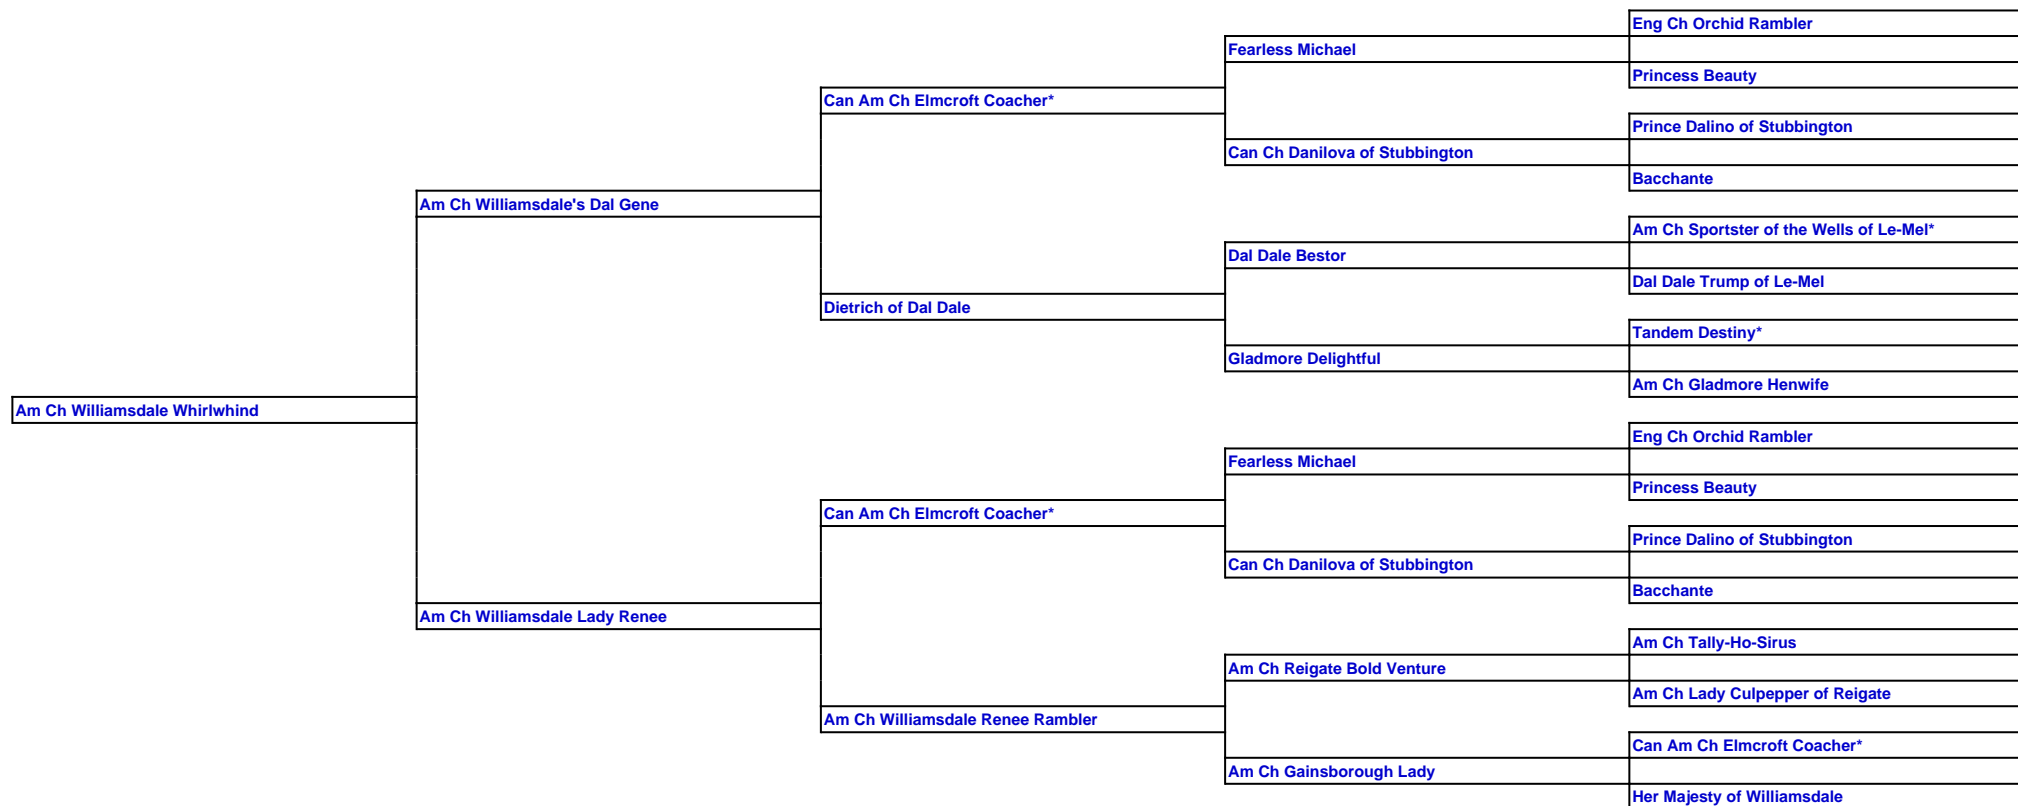 Eng Ch Orchid Rambler
Fearless Michael
Princess Beauty
Can Am Ch Elmcroft Coacher*
Prince Dalino of Stubbington
Can Ch Danilova of Stubbington
Bacchante
Am Ch Williamsdale's Dal Gene
Am Ch Sportster of the Wells of Le-Mel*
Dal Dale Bestor
Dal Dale Trump of Le-Mel
Dietrich of Dal Dale
Tandem Destiny*
Gladmore Delightful
Am Ch Gladmore Henwife
Am Ch Williamsdale Whirlwhind
Eng Ch Orchid Rambler
Fearless Michael
Princess Beauty
Can Am Ch Elmcroft Coacher*
Prince Dalino of Stubbington
Can Ch Danilova of Stubbington
Bacchante
Am Ch Williamsdale Lady Renee
Am Ch Tally-Ho-Sirus
Am Ch Reigate Bold Venture
Am Ch Lady Culpepper of Reigate
Am Ch Williamsdale Renee Rambler
Can Am Ch Elmcroft Coacher*
Am Ch Gainsborough Lady
Her Majesty of Williamsdale